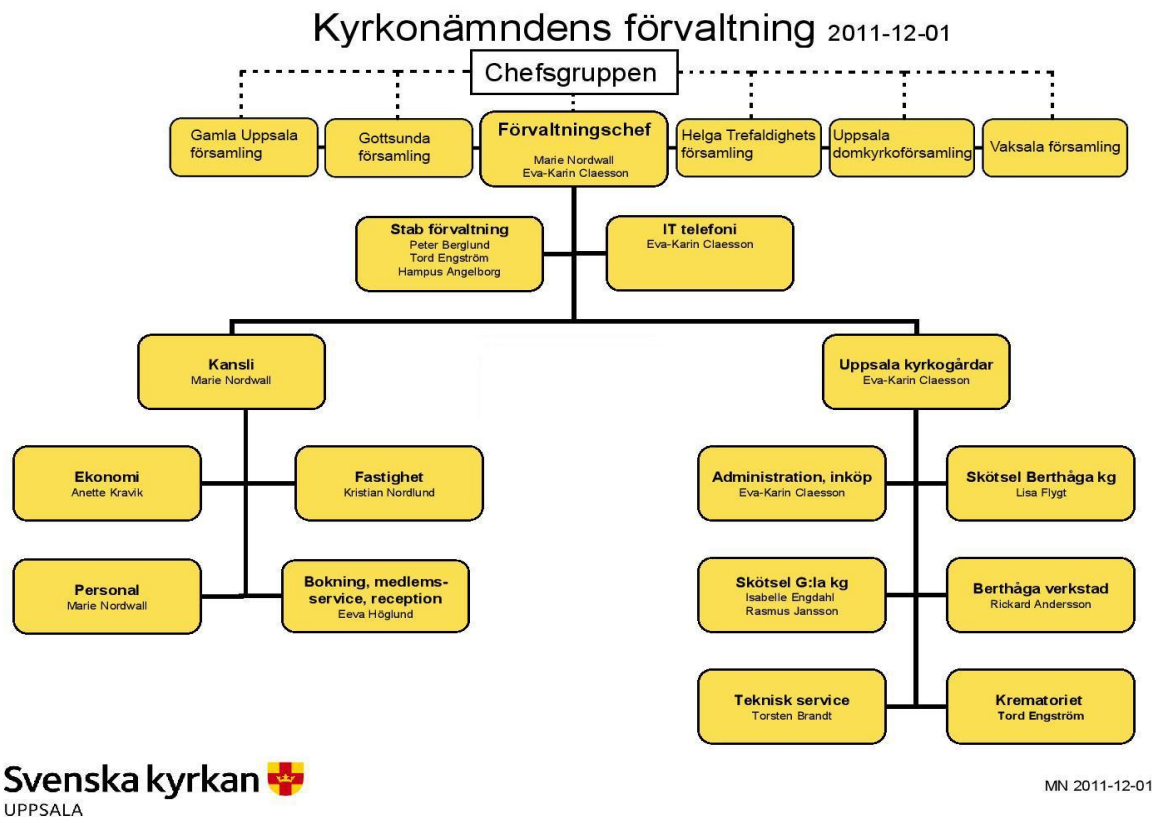 Kyrkonämndens förvaltning 2011-12-01
Chefsgruppen
Gamla Uppsala
församling
Gottsunda
församling
Förvaltningschef
Marie Nordwall
Eva-Karin Claesson
Helga Trefaldighets
församling
Uppsala
domkyrkoförsamling
Vaksala församling
Stab förvaltning
Peter Berglund
Tord Engström
Hampus Angelborg
IT telefoni
Eva-Karin Claesson
Kansli
Marie Nordwall
Uppsala kyrkogårdar
Eva-Karin Claesson
Ekonomi
Anette Kravik
Fastighet
Kristian Nordlund
Administration, inköp
Eva-Karin Claesson
Skötsel Berthåga kg
Lisa Flygt
Personal
Marie Nordwall
Bokning, medlems-
service, reception
Eeva Höglund
Skötsel G:la kg
Isabelle Engdahl
Rasmus Jansson
Berthåga verkstad
Rickard Andersson
Teknisk service
Torsten Brandt
Krematoriet
Tord Engström
Svenska kyrkan
UPPSALA
MN 2011-12-01